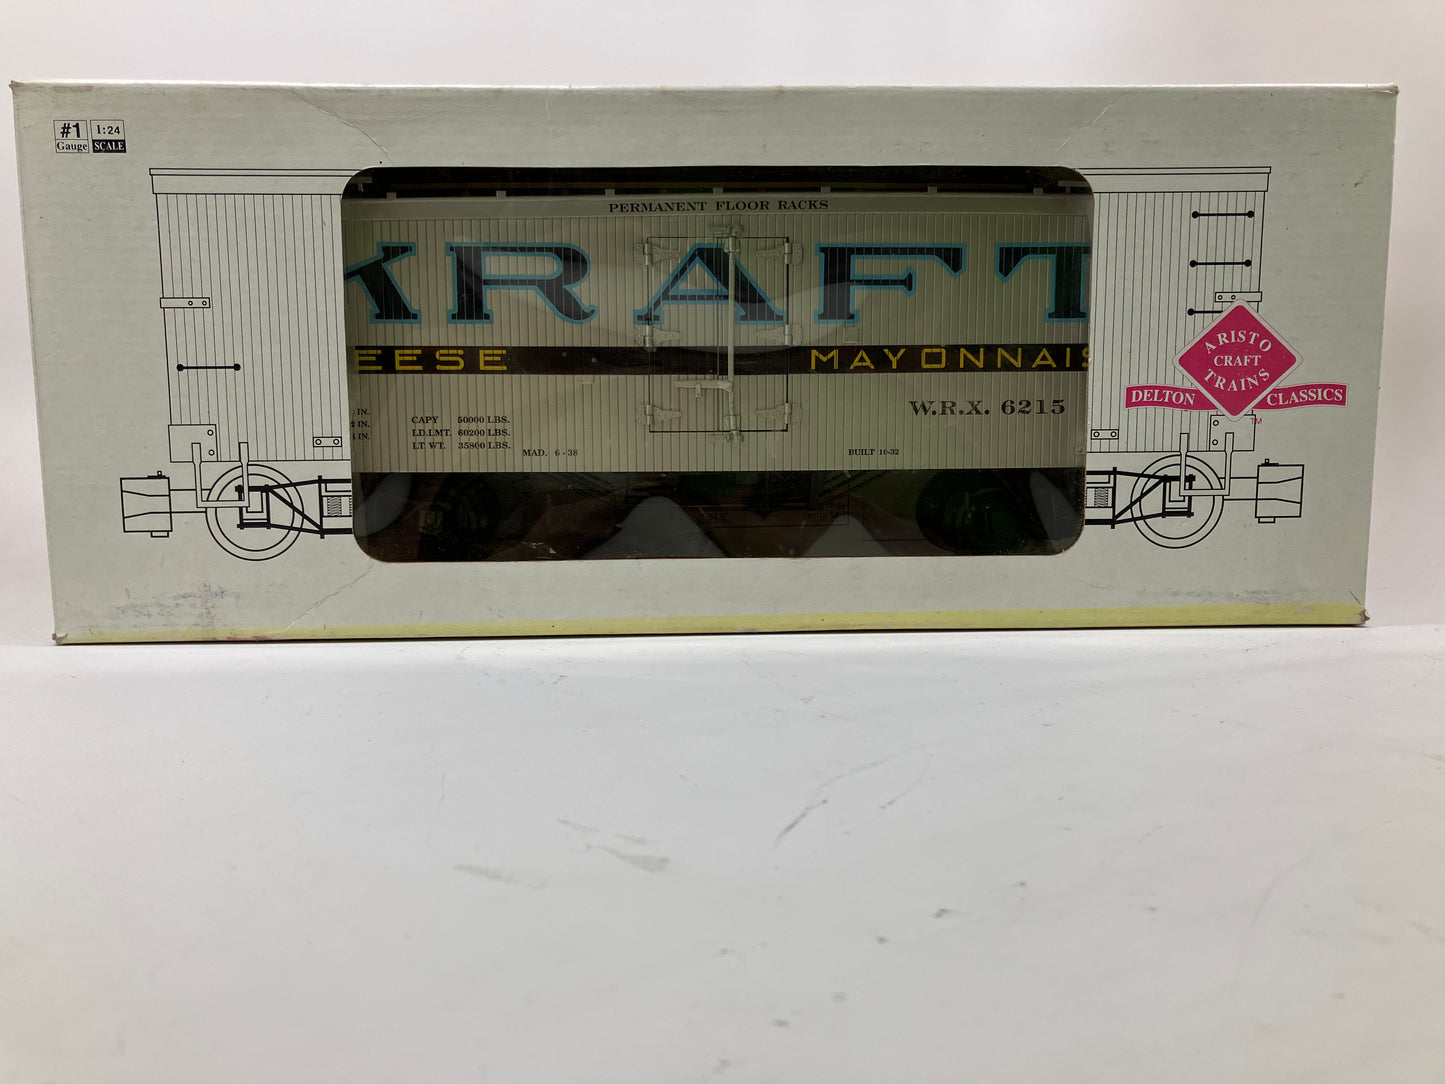 #1 Gauge
1:24 SCALE
PERMANENT FLOOR RACKS
KRAFT
EESE MAYONNAIS
W.R.X. 6215
IN.
IN.
IN.
CAPY 50000 LBS.
LD.LMT. 60200 LBS.
LT WT. 35800 LBS.
MAD. 6-38
BUILT 10-32
ARISTO
CRAFT
TRAINS
DELTON CLASSICS
TM